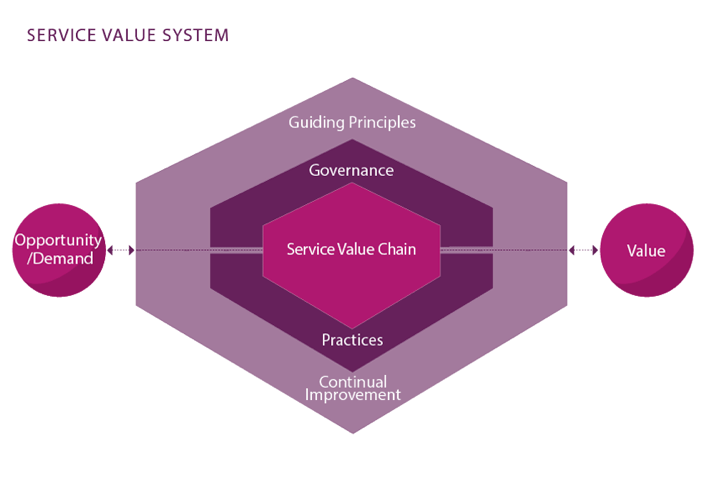 SERVICE VALUE SYSTEM
Guiding Principles
Governance
Opportunity
/Demand
Service Value Chain
Value
Practices
Continual
Improvement